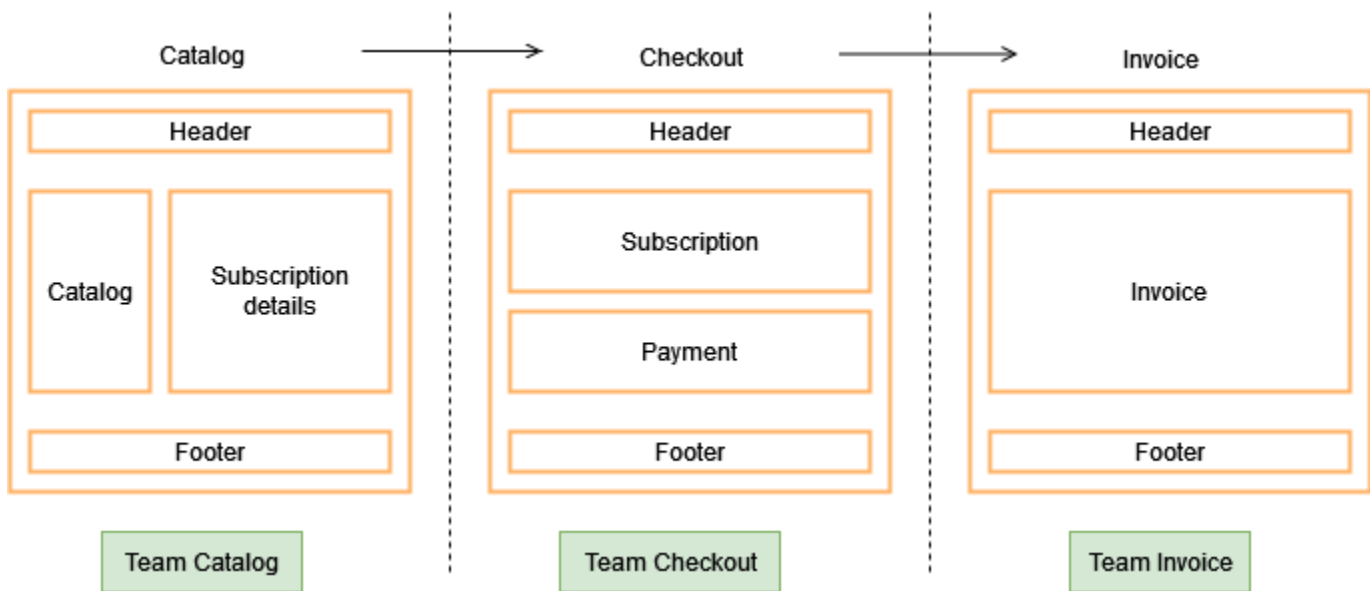 Catalog
Checkout
Invoice
Header
Header
Header
Catalog
Subscription
details
Subscription
Payment
Invoice
Footer
Footer
Footer
Team Catalog
Team Checkout
Team Invoice